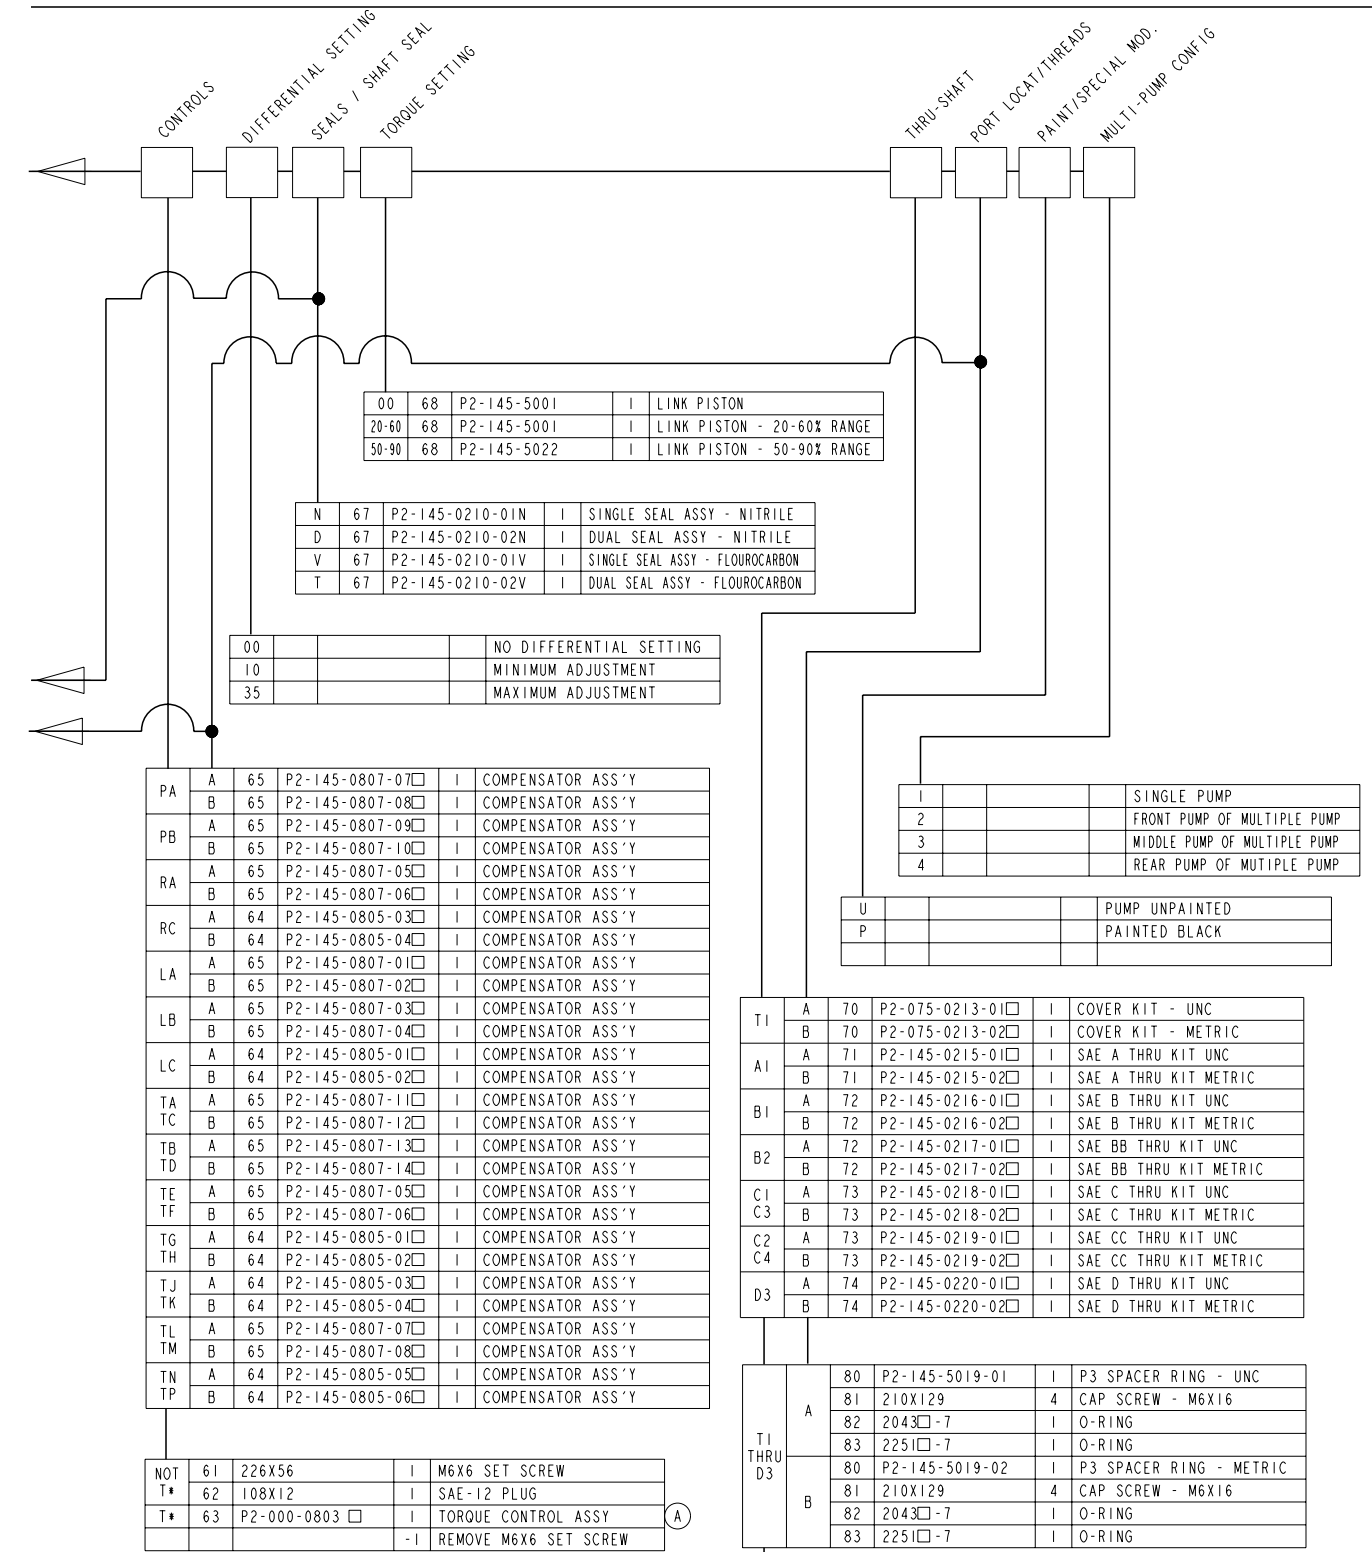 CONTROLS
DIFFERENTIAL SETTING
SEALS / SHAFT SEAL
TORQUE SETTING
THRU-SHAFT
PORT LOCAT/THREADS
PAINT/SPECIAL MOD.
MULTI-PUMP CONFIG
00 68 P2-145-5001 1 LINK PISTON
20-60 68 P2-145-5001 1 LINK PISTON - 20-60% RANGE
50-90 68 P2-145-5022 1 LINK PISTON - 50-90% RANGE
N 67 P2-145-0210-01N 1 SINGLE SEAL ASSY - NITRILE
D 67 P2-145-0210-02N 1 DUAL SEAL ASSY - NITRILE
V 67 P2-145-0210-01V 1 SINGLE SEAL ASSY - FLOUROCARBON
T 67 P2-145-0210-02V 1 DUAL SEAL ASSY - FLOUROCARBON
00 NO DIFFERENTIAL SETTING
10 MINIMUM ADJUSTMENT
35 MAXIMUM ADJUSTMENT
PA A 65 P2-145-0807-07□ 1 COMPENSATOR ASS'Y
B 65 P2-145-0807-08□ 1 COMPENSATOR ASS'Y
PB A 65 P2-145-0807-09□ 1 COMPENSATOR ASS'Y
B 65 P2-145-0807-10□ 1 COMPENSATOR ASS'Y
RA A 65 P2-145-0807-05□ 1 COMPENSATOR ASS'Y
B 65 P2-145-0807-06□ 1 COMPENSATOR ASS'Y
RC A 64 P2-145-0805-03□ 1 COMPENSATOR ASS'Y
B 64 P2-145-0805-04□ 1 COMPENSATOR ASS'Y
LA A 65 P2-145-0807-01□ 1 COMPENSATOR ASS'Y
B 65 P2-145-0807-02□ 1 COMPENSATOR ASS'Y
LB A 65 P2-145-0807-03□ 1 COMPENSATOR ASS'Y
B 65 P2-145-0807-04□ 1 COMPENSATOR ASS'Y
LC A 64 P2-145-0805-01□ 1 COMPENSATOR ASS'Y
B 64 P2-145-0805-02□ 1 COMPENSATOR ASS'Y
TA A 65 P2-145-0807-11□ 1 COMPENSATOR ASS'Y
TC B 65 P2-145-0807-12□ 1 COMPENSATOR ASS'Y
TB A 65 P2-145-0807-13□ 1 COMPENSATOR ASS'Y
TD B 65 P2-145-0807-14□ 1 COMPENSATOR ASS'Y
TE A 65 P2-145-0807-05□ 1 COMPENSATOR ASS'Y
TF B 65 P2-145-0807-06□ 1 COMPENSATOR ASS'Y
TG A 64 P2-145-0805-01□ 1 COMPENSATOR ASS'Y
TH B 64 P2-145-0805-02□ 1 COMPENSATOR ASS'Y
TJ A 64 P2-145-0805-03□ 1 COMPENSATOR ASS'Y
TK B 64 P2-145-0805-04□ 1 COMPENSATOR ASS'Y
TL A 65 P2-145-0807-07□ 1 COMPENSATOR ASS'Y
TM B 65 P2-145-0807-08□ 1 COMPENSATOR ASS'Y
TN A 64 P2-145-0805-05□ 1 COMPENSATOR ASS'Y
TP B 64 P2-145-0805-06□ 1 COMPENSATOR ASS'Y
NOT 61 226X56 1 M6X6 SET SCREW
T* 62 108X12 1 SAE-12 PLUG
T* 63 P2-000-0803 □ 1 TORQUE CONTROL ASSY A
-1 REMOVE M6X6 SET SCREW
1 SINGLE PUMP
2 FRONT PUMP OF MULTIPLE PUMP
3 MIDDLE PUMP OF MULTIPLE PUMP
4 REAR PUMP OF MUTIPLE PUMP
U PUMP UNPAINTED
P PAINTED BLACK
T1 A 70 P2-075-0213-01□ 1 COVER KIT - UNC
B 70 P2-075-0213-02□ 1 COVER KIT - METRIC
A1 A 71 P2-145-0215-01□ 1 SAE A THRU KIT UNC
B 71 P2-145-0215-02□ 1 SAE A THRU KIT METRIC
B1 A 72 P2-145-0216-01□ 1 SAE B THRU KIT UNC
B 72 P2-145-0216-02□ 1 SAE B THRU KIT METRIC
B2 A 72 P2-145-0217-01□ 1 SAE BB THRU KIT UNC
B 72 P2-145-0217-02□ 1 SAE BB THRU KIT METRIC
C1 A 73 P2-145-0218-01□ 1 SAE C THRU KIT UNC
C3 B 73 P2-145-0218-02□ 1 SAE C THRU KIT METRIC
C2 A 73 P2-145-0219-01□ 1 SAE CC THRU KIT UNC
C4 B 73 P2-145-0219-02□ 1 SAE CC THRU KIT METRIC
D3 A 74 P2-145-0220-01□ 1 SAE D THRU KIT UNC
B 74 P2-145-0220-02□ 1 SAE D THRU KIT METRIC
T1 THRU D3
A 80 P2-145-5019-01 1 P3 SPACER RING - UNC
81 210X129 4 CAP SCREW - M6X16
82 2043□-7 1 O-RING
83 2251□-7 1 O-RING
B 80 P2-145-5019-02 1 P3 SPACER RING - METRIC
81 210X129 4 CAP SCREW - M6X16
82 2043□-7 1 O-RING
83 2251□-7 1 O-RING